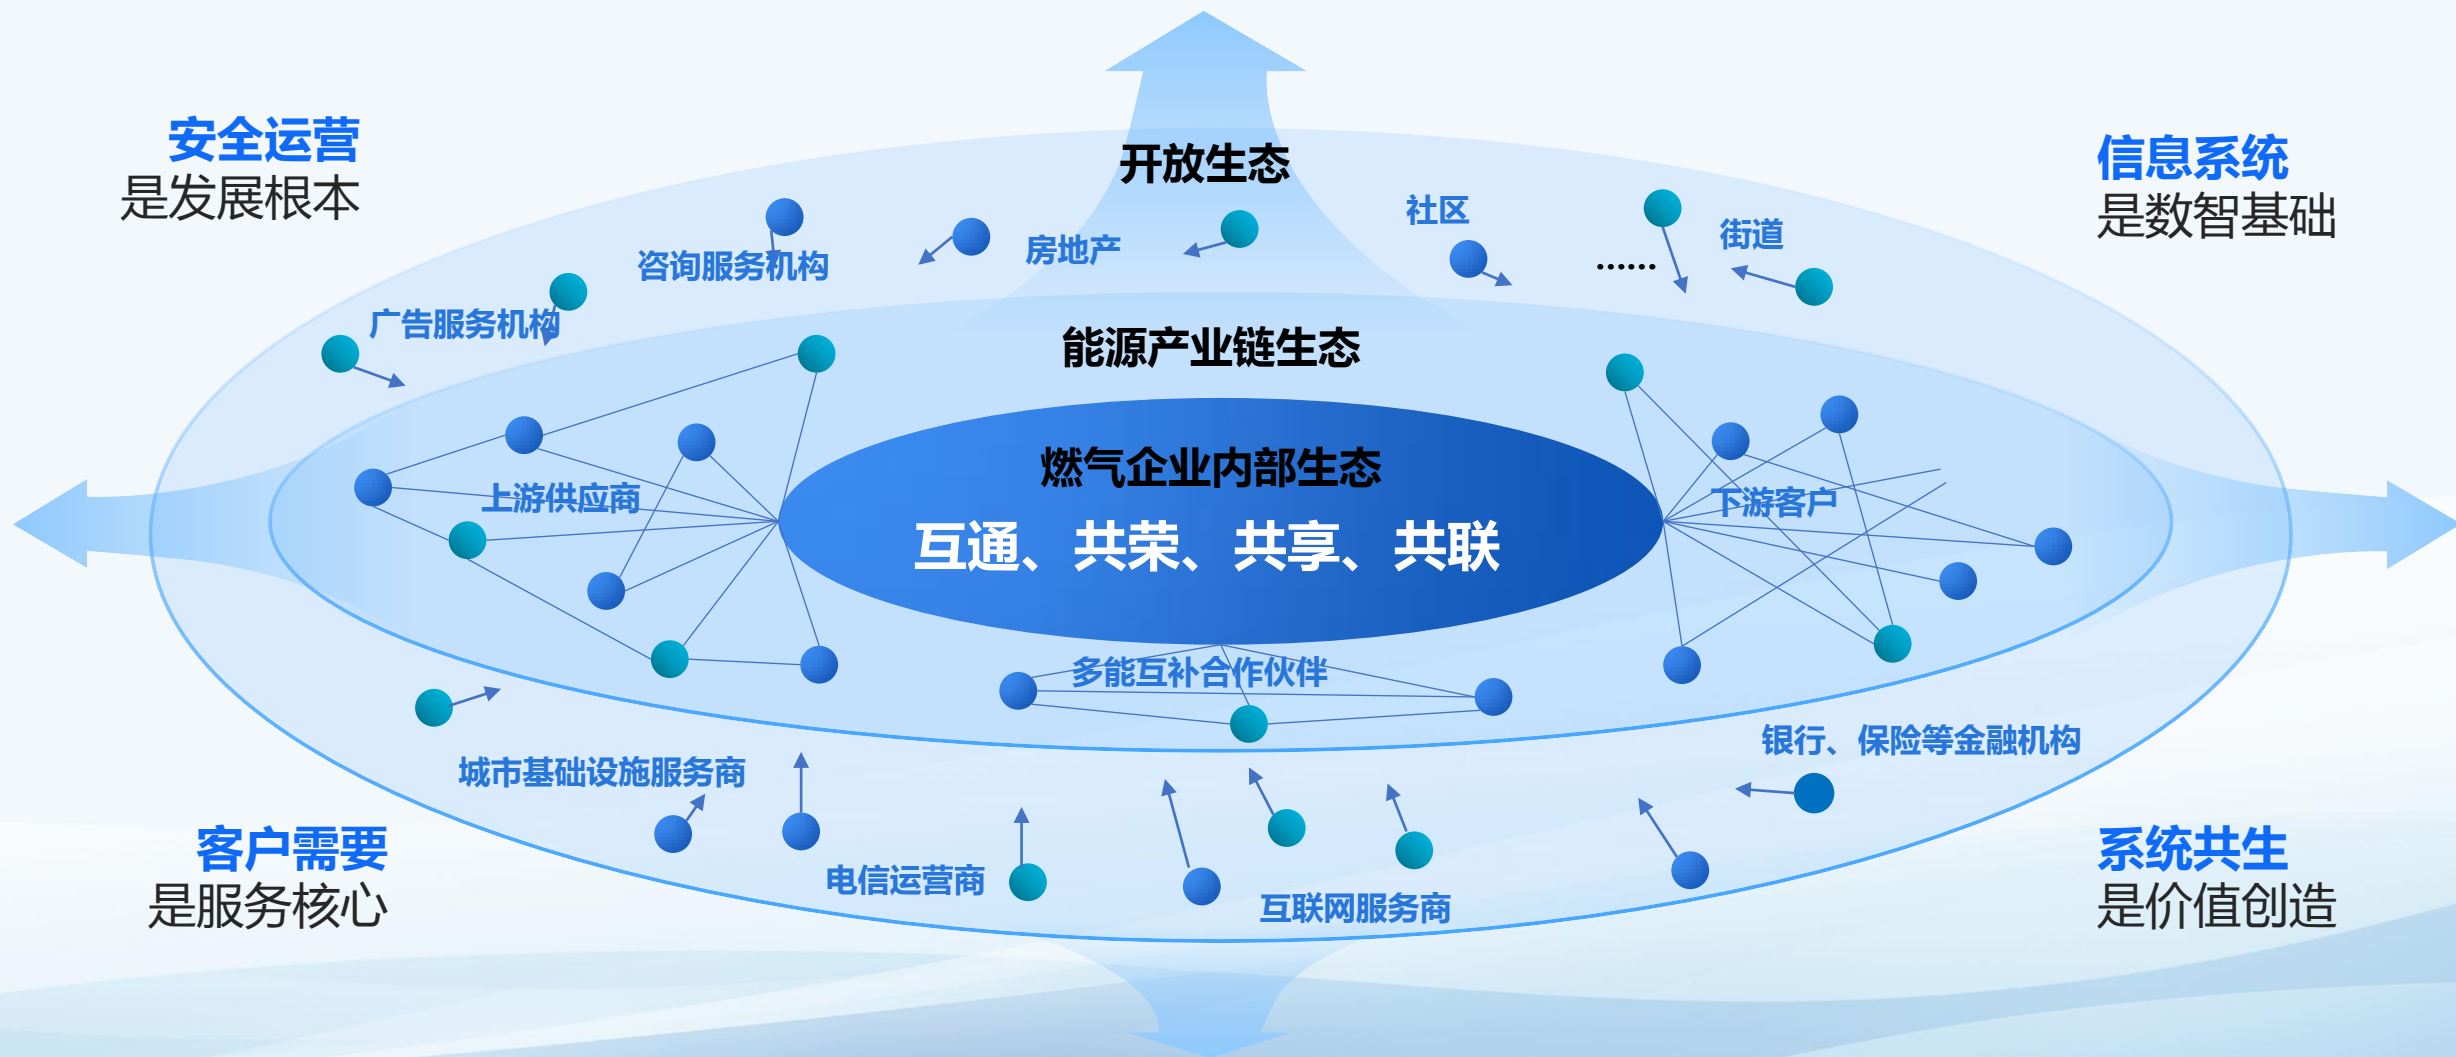 开放生态
安全运营
是发展根本
信息系统
是数智基础
社区
街道
房地产
咨询服务机构
......
广告服务机构
能源产业链生态
燃气企业内部生态
上游供应商
下游客户
互通、共荣、共享、共联
多能互补合作伙伴
银行、保险等金融机构
城市基础设施服务商
客户需要
是服务核心
系统共生
是价值创造
电信运营商
互联网服务商